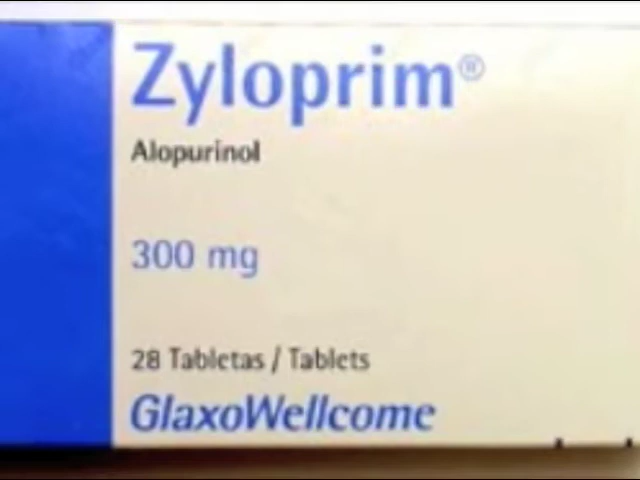 Zyloprim®
Alopurinol
300 mg
28 Tabletas / Tablets
GlaxoWellcome